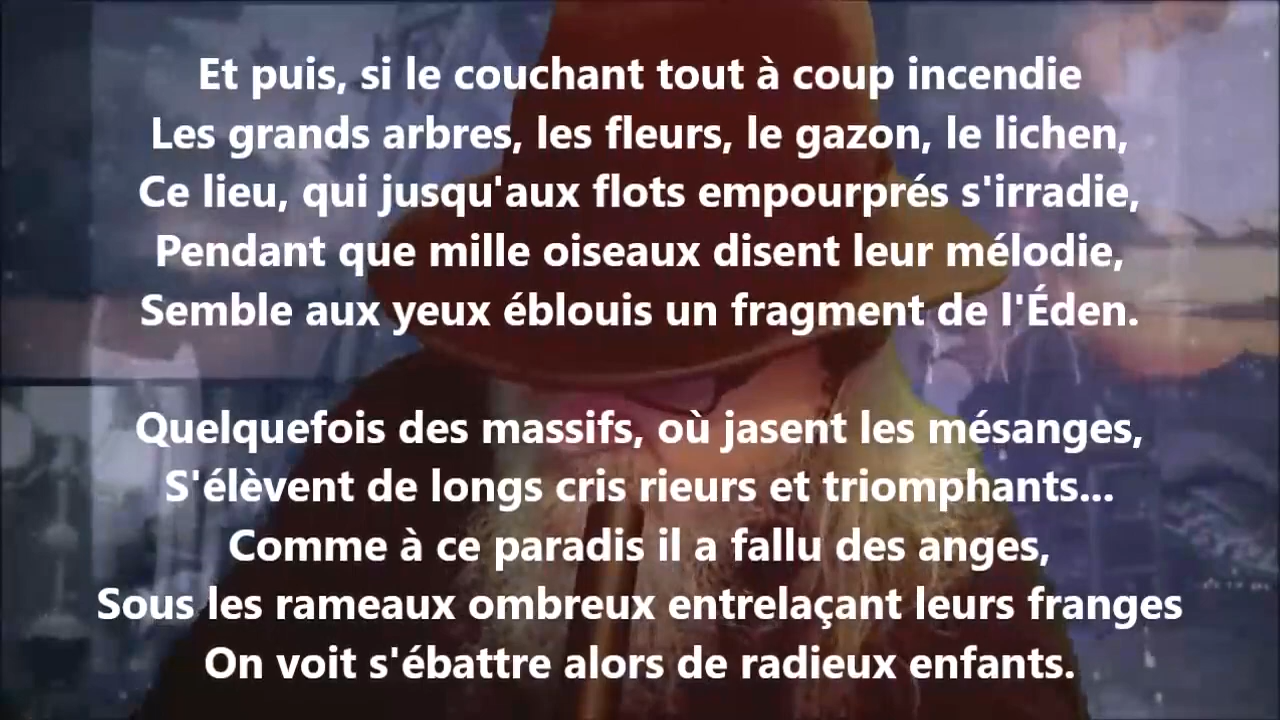 Et puis, si le couchant tout à coup incendie
Les grands arbres, les fleurs, le gazon, le lichen,
Ce lieu, qui jusqu'aux flots empourprés s'irradie,
Pendant que mille oiseaux disent leur mélodie,
Semble aux yeux éblouis un fragment de l'Éden.
Quelquefois des massifs, où jasent les mésanges,
S'élèvent de longs cris rieurs et triomphants...
Comme à ce paradis il a fallu des anges,
Sous les rameaux ombreux entrelaçant leurs franges
On voit s'ébattre alors de radieux enfants.